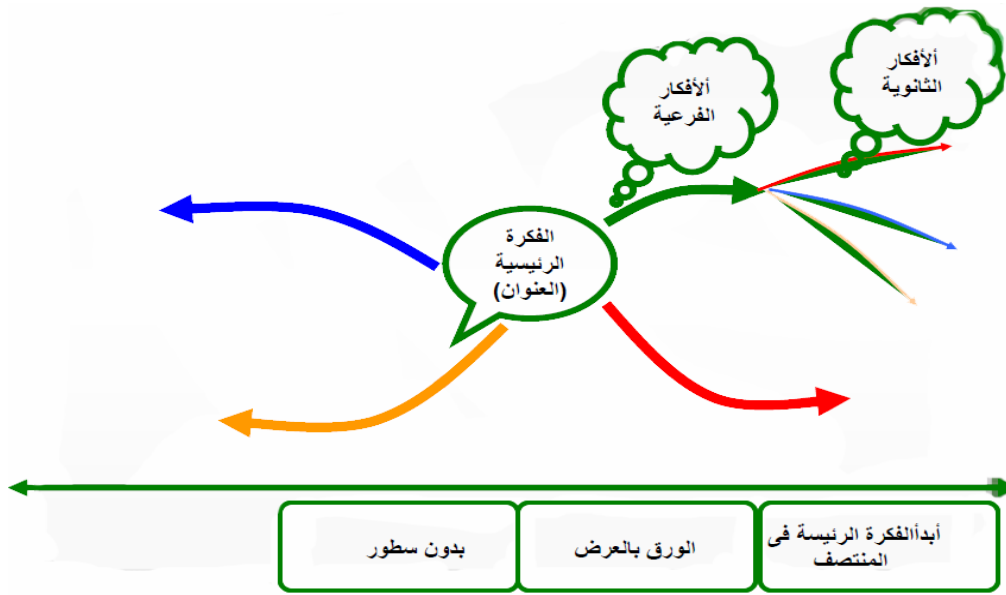 ألأفكار
الثانوية
ألأفكار
الفرعية
الفكرة
الرئيسية
(العنوان)
أبدأالفكرة الرئيسة فى
المنتصف
الورق بالعرض
بدون سطور